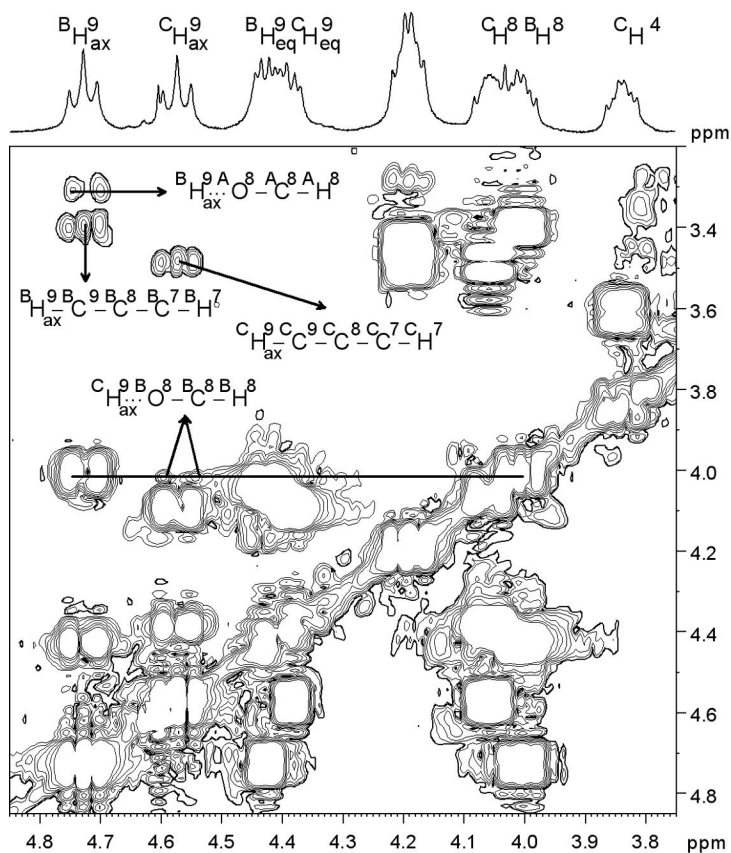 ᴮH⁹ax ᶜH⁹ax ᴮH⁹eq ᶜH⁹eq ᶜH⁸ ᴮH⁸ ᶜH⁴
ppm
ᴮH⁹ax···ᴬO⁸–ᴬC⁸–ᴬH⁸
3.4
ᴮH⁹ax–ᴮC⁹–ᴮC⁸–ᴮC⁷–ᴮH⁷
3.6
ᶜH⁹ax–ᶜC⁹–ᶜC⁸–ᶜC⁷–ᶜH⁷
3.8
ᶜH⁹ax···ᴮO⁸–ᴮC⁸–ᴮH⁸
4.0
4.2
4.4
4.6
4.8
4.8 4.7 4.6 4.5 4.4 4.3 4.2 4.1 4.0 3.9 3.8 ppm